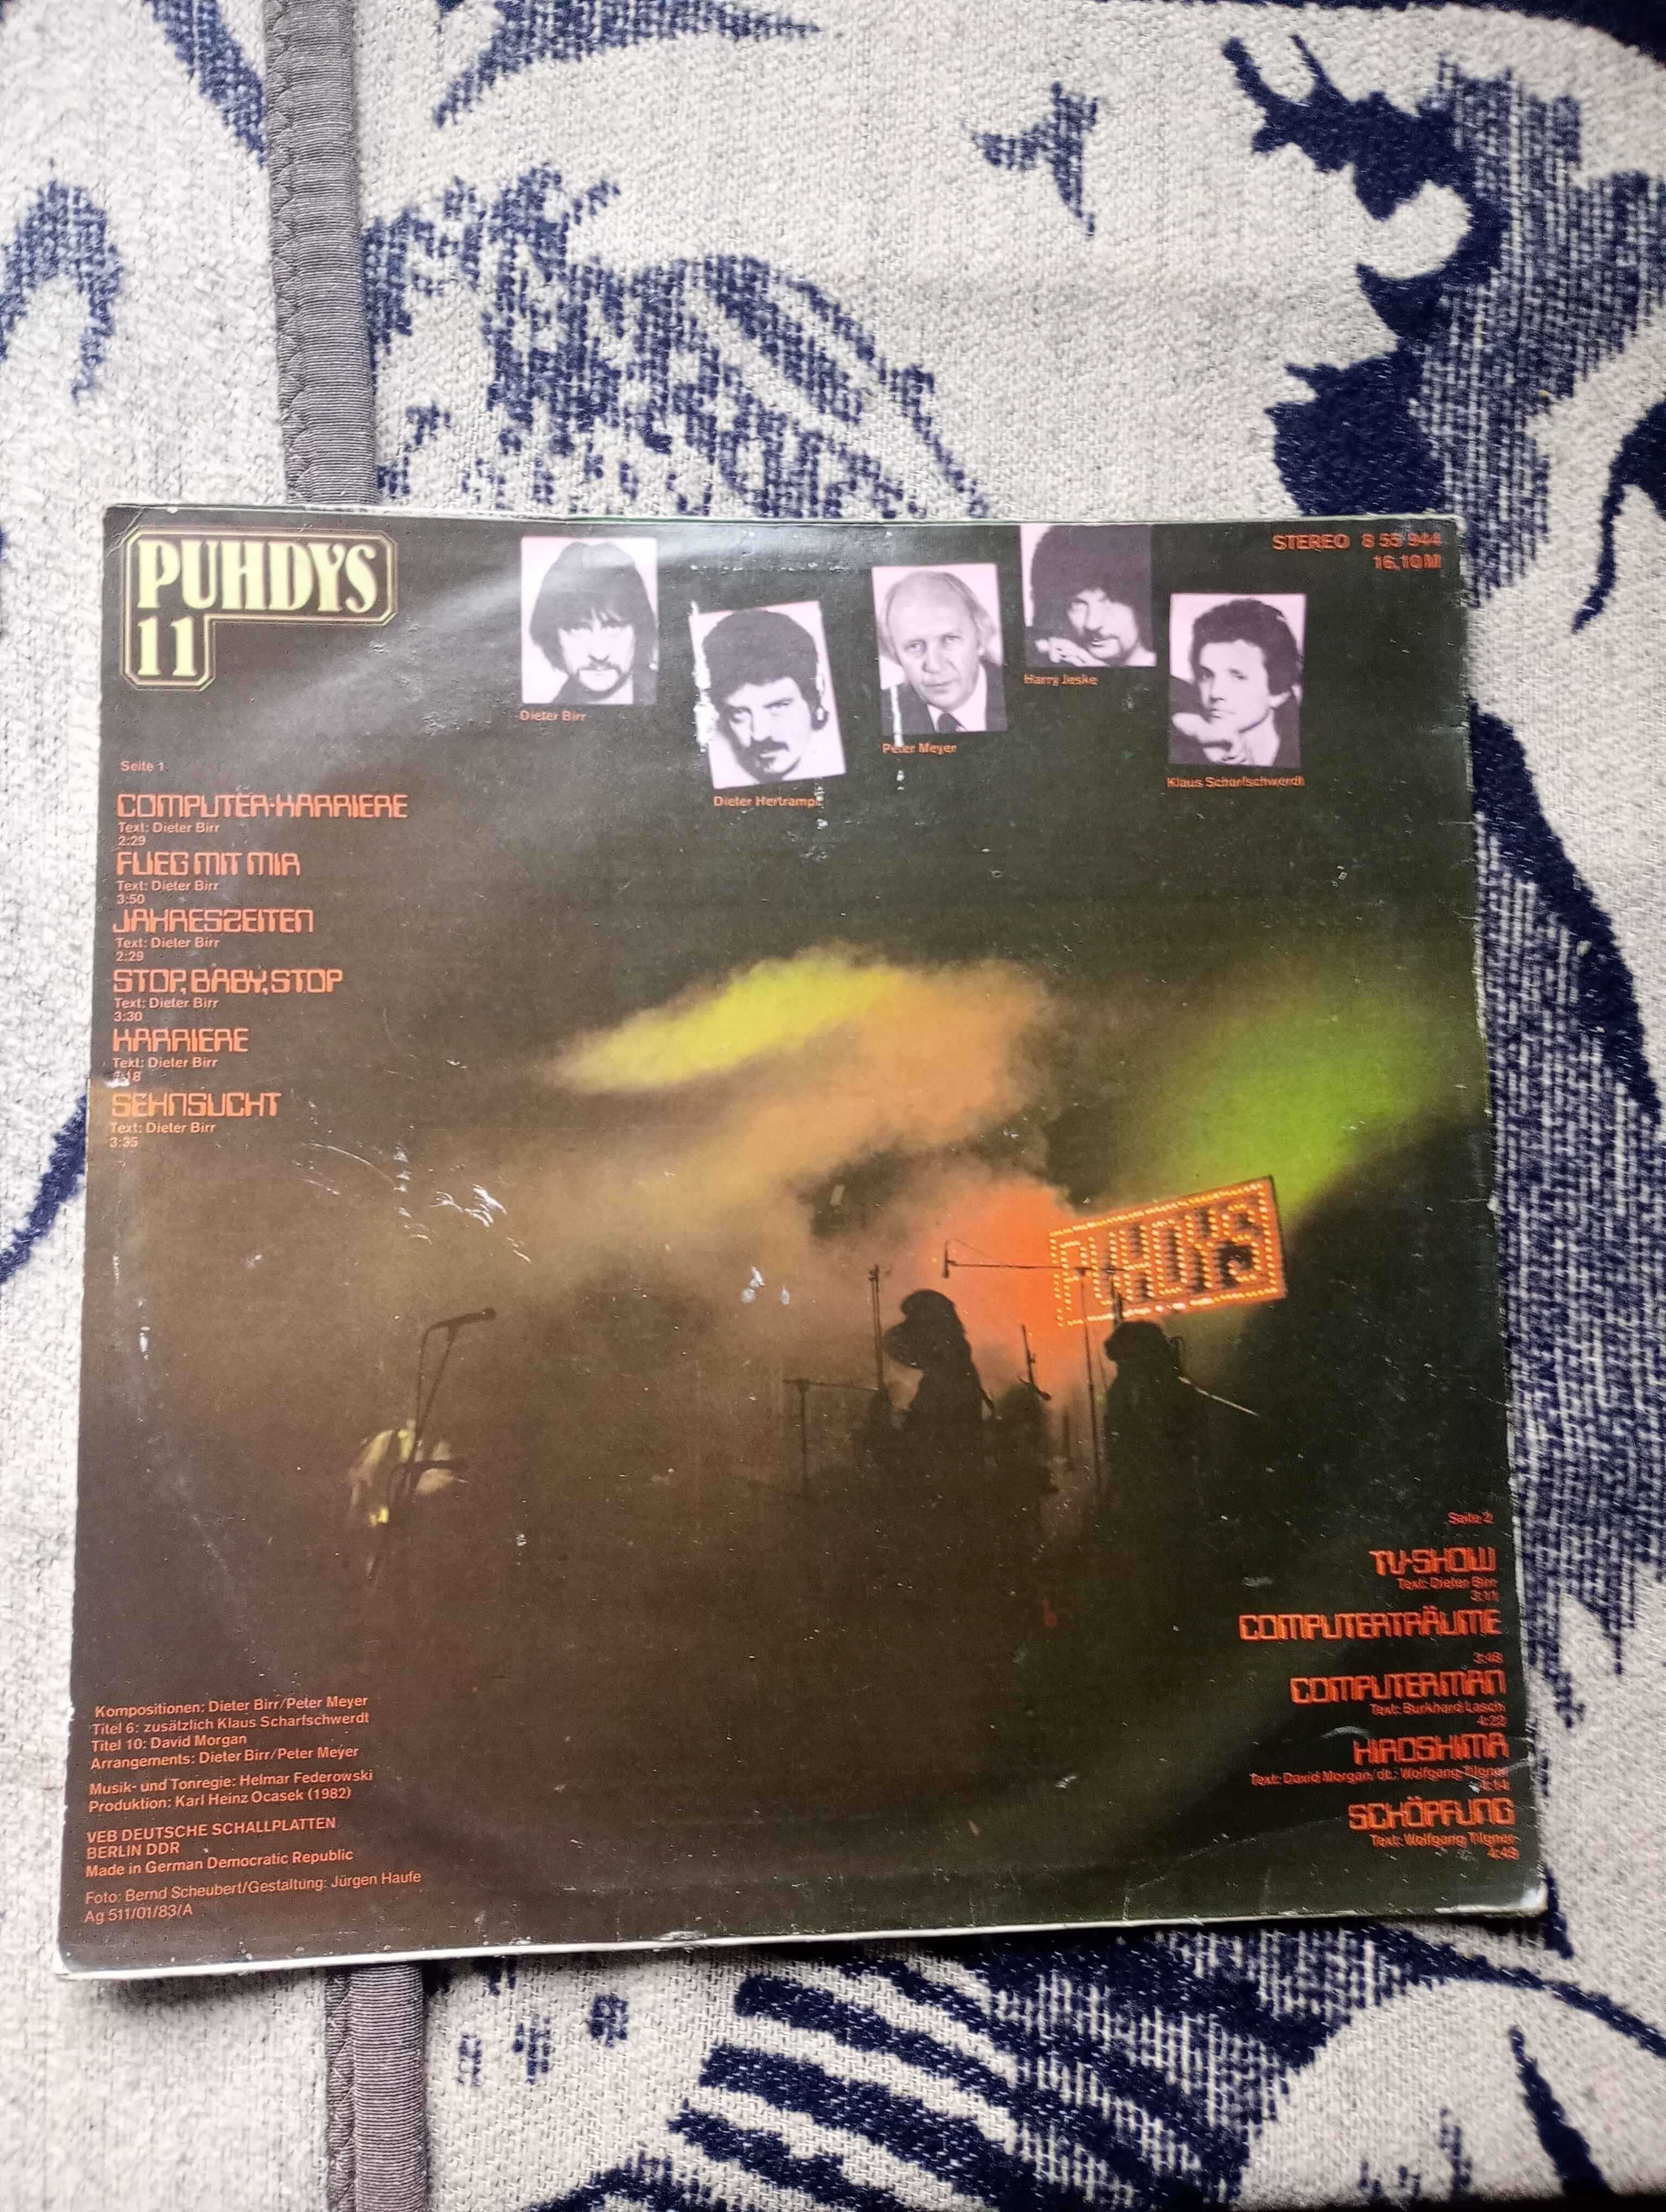 PUHDYS
11
STEREO 8 55 944
16,10 M
Dieter Birr
Dieter Hertrampf
Peter Meyer
Harry Jeske
Klaus Scharfschwerdt
Seite 1
COMPUTER-KARRIERE
Text: Dieter Birr
2:29
FLIEG MIT MIR
Text: Dieter Birr
3:50
JAHRESZEITEN
Text: Dieter Birr
2:29
STOP, BABY, STOP
Text: Dieter Birr
3:30
KARRIERE
Text: Dieter Birr
SEHNSUCHT
Text: Dieter Birr
3:35
PUHDYS
Seite 2
TV-SHOW
Text: Dieter Birr
3:11
COMPUTERTRÄUME
3:48
COMPUTERMAN
Text: Burkhard Lasch
4:22
HIROSHIMA
Text: David Morgan/dt.: Wolfgang Tilgner
4:14
SCHÖPFUNG
Text: Wolfgang Tilgner
4:49
Kompositionen: Dieter Birr/Peter Meyer
Titel 6: zusätzlich Klaus Scharfschwerdt
Titel 10: David Morgan
Arrangements: Dieter Birr/Peter Meyer
Musik- und Tonregie: Helmar Federowski
Produktion: Karl Heinz Ocasek (1982)
VEB DEUTSCHE SCHALLPLATTEN
BERLIN DDR
Made in German Democratic Republic
Foto: Bernd Scheubert/Gestaltung: Jürgen Haufe
Ag 511/01/83/A